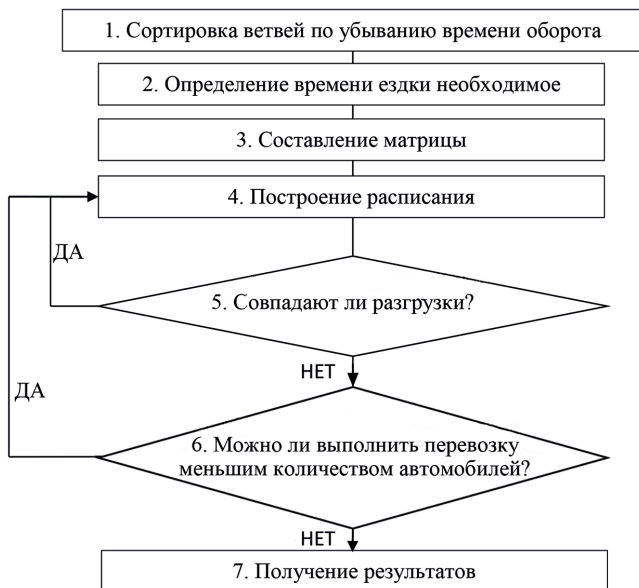 1. Сортировка ветвей по убыванию времени оборота
2. Определение времени ездки необходимое
3. Составление матрицы
4. Построение расписания
ДА
5. Совпадают ли разгрузки?
НЕТ
ДА
6. Можно ли выполнить перевозку
меньшим количеством автомобилей?
НЕТ
7. Получение результатов